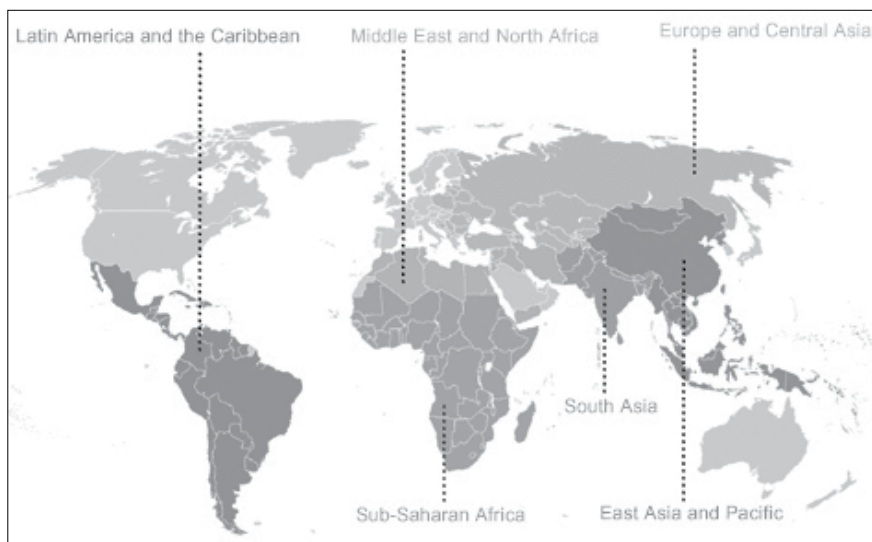 Latin America and the Caribbean
Middle East and North Africa
Europe and Central Asia
South Asia
Sub-Saharan Africa
East Asia and Pacific